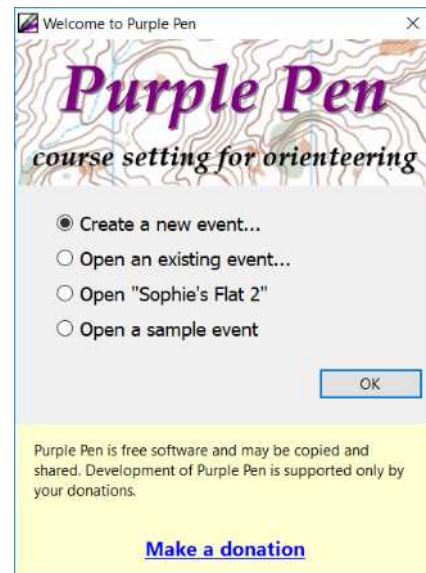 Welcome to Purple Pen
Purple Pen
course setting for orienteering
Create a new event...
Open an existing event...
Open "Sophie's Flat 2"
Open a sample event
OK
Purple Pen is free software and may be copied and
shared. Development of Purple Pen is supported only by
your donations.
Make a donation